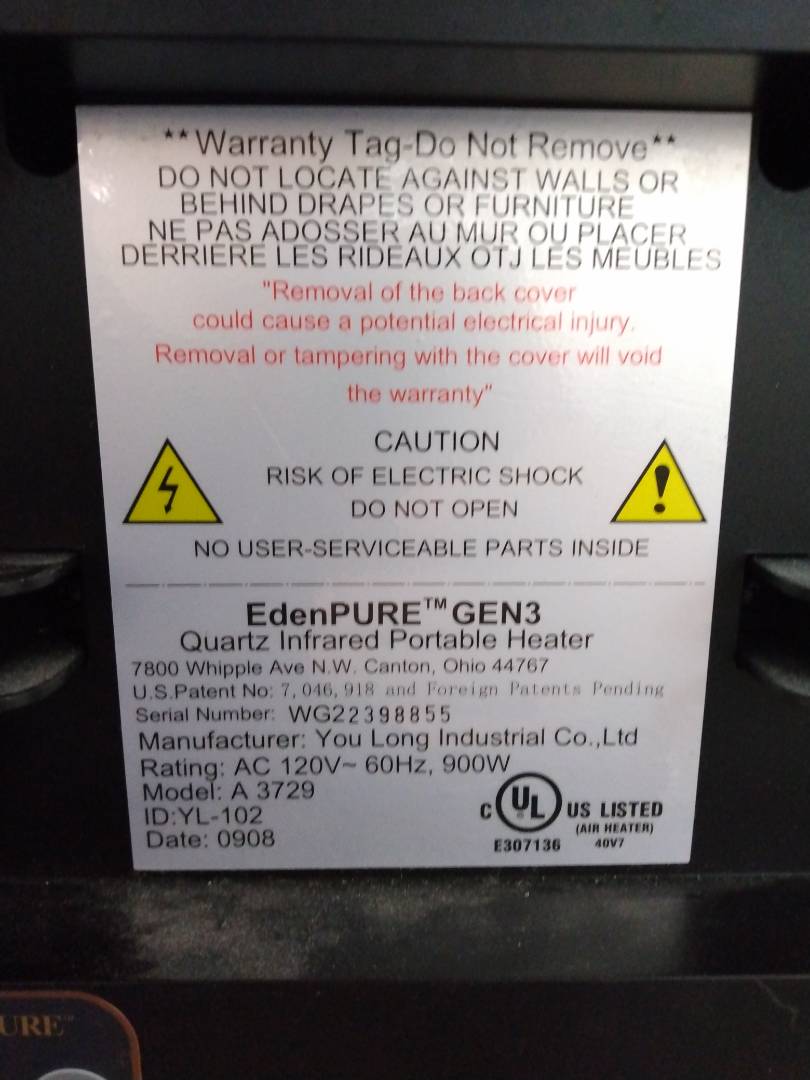 **Warranty Tag-Do Not Remove**
DO NOT LOCATE AGAINST WALLS OR
BEHIND DRAPES OR FURNITURE
NE PAS ADOSSER AU MUR OU PLACER
DERRIERE LES RIDEAUX OTJ LES MEUBLES
"Removal of the back cover
could cause a potential electrical injury.
Removal or tampering with the cover will void
the warranty"
CAUTION
RISK OF ELECTRIC SHOCK
DO NOT OPEN
NO USER-SERVICEABLE PARTS INSIDE
EdenPURE™ GEN3
Quartz Infrared Portable Heater
7800 Whipple Ave N.W. Canton, Ohio 44767
U.S.Patent No: 7,046,918 and Foreign Patents Pending
Serial Number: WG22398855
Manufacturer: You Long Industrial Co.,Ltd
Rating: AC 120V~ 60Hz, 900W
Model: A 3729
ID:YL-102
Date: 0908
C UL ® US LISTED
(AIR HEATER)
E307136 40V7
URE™